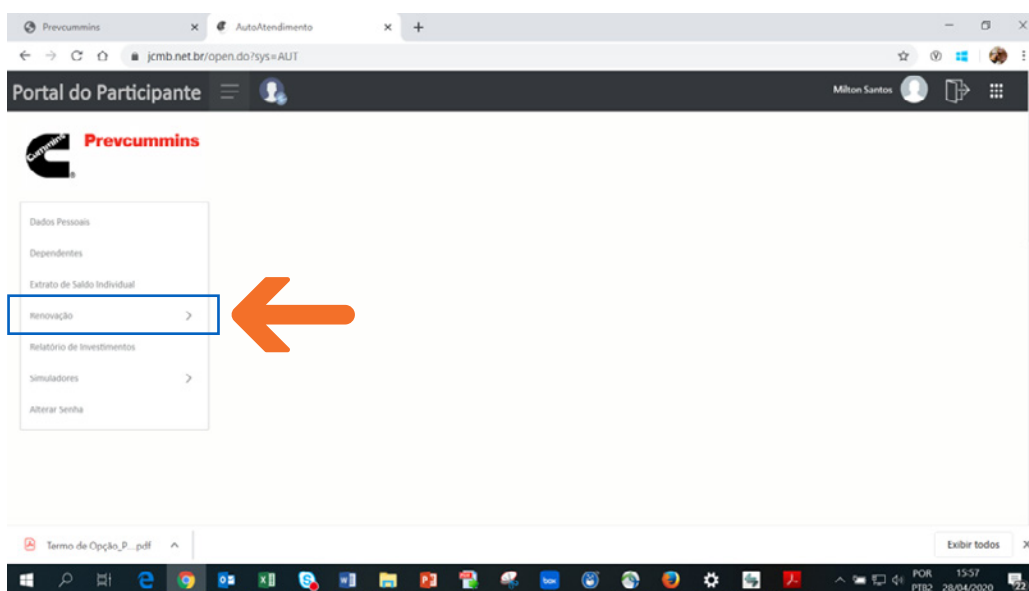 Prevcummins
AutoAtendimento
jcmb.net.br/open.do?sys=AUT
Portal do Participante
Milton Santos
Cummins
Prevcummins
Dados Pessoais
Dependentes
Extrato de Saldo Individual
Renovação
Relatório de Investimentos
Simuladores
Alterar Senha
Termo de Opção_P....pdf
Exibir todos
POR
15:57
PTB2
28/04/2020
22